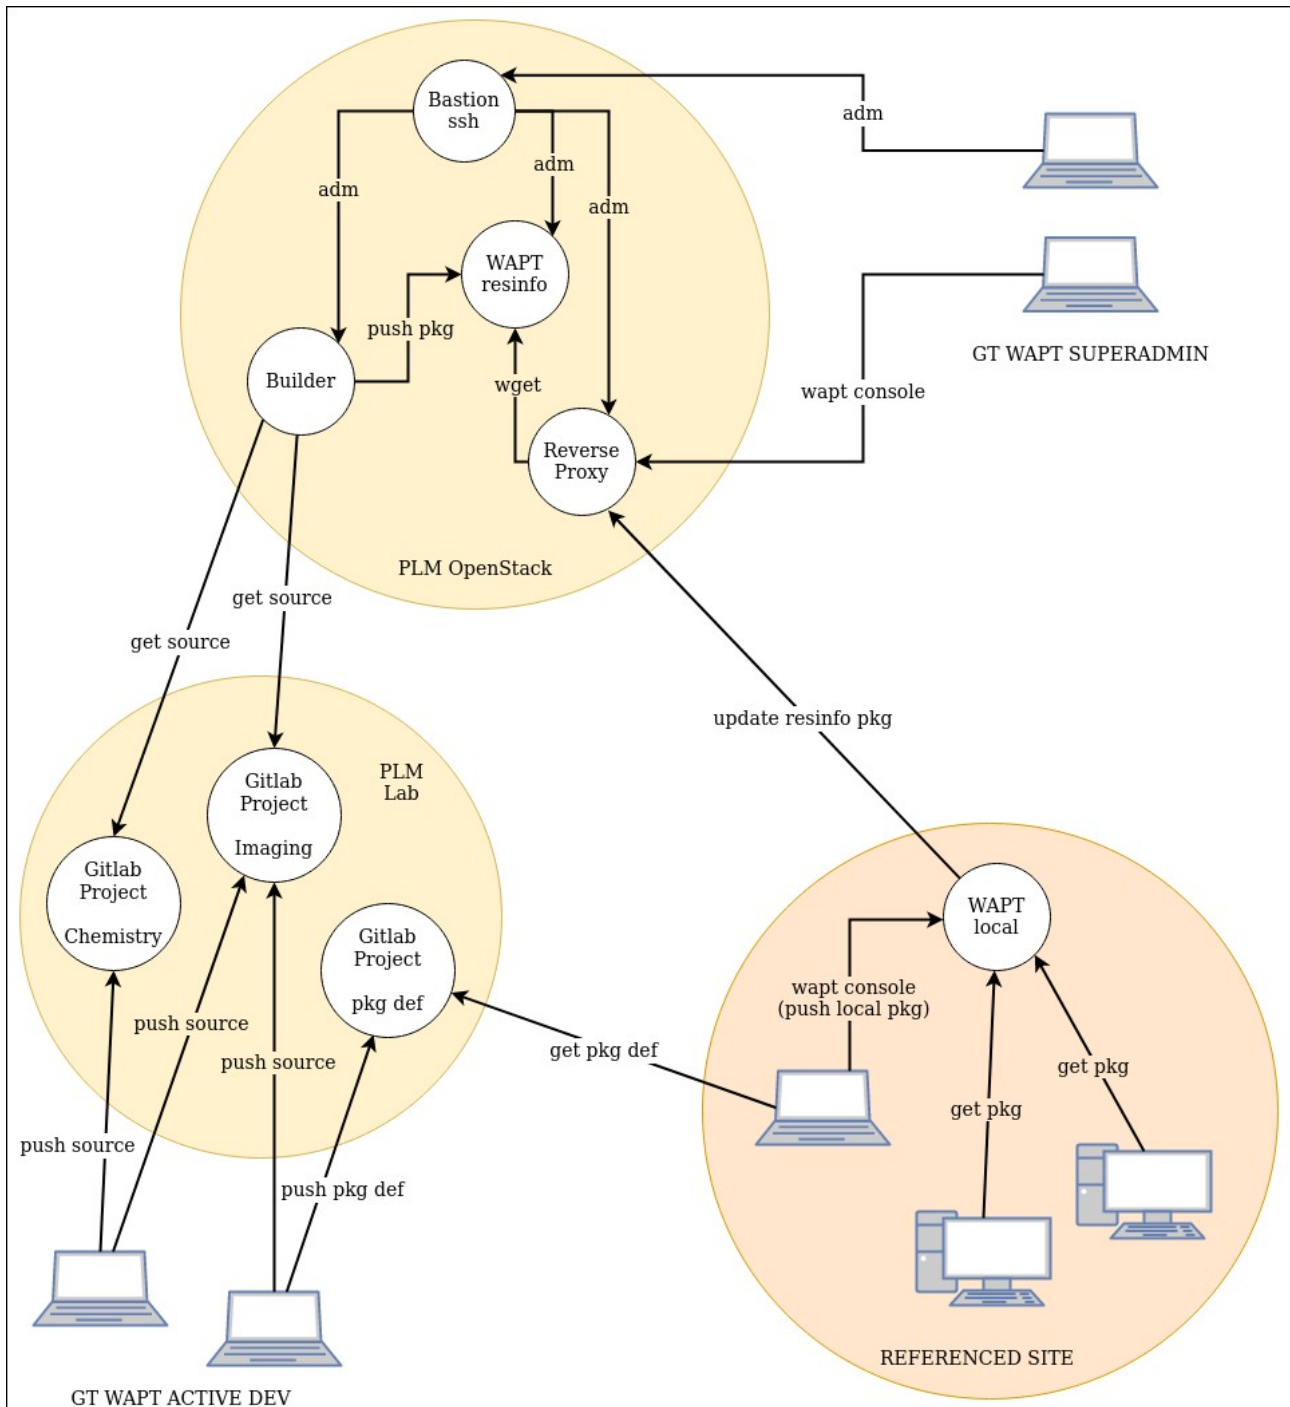 Bastion
ssh
adm
adm
adm
adm
WAPT
resinfo
push pkg
Builder
wget
Reverse
Proxy
GT WAPT SUPERADMIN
wapt console
PLM OpenStack
get source
get source
update resinfo pkg
PLM
Lab
Gitlab
Project
Imaging
Gitlab
Project
Chemistry
Gitlab
Project
pkg def
WAPT
local
wapt console
(push local pkg)
push source
push source
get pkg def
get pkg
get pkg
push source
push pkg def
REFERENCED SITE
GT WAPT ACTIVE DEV